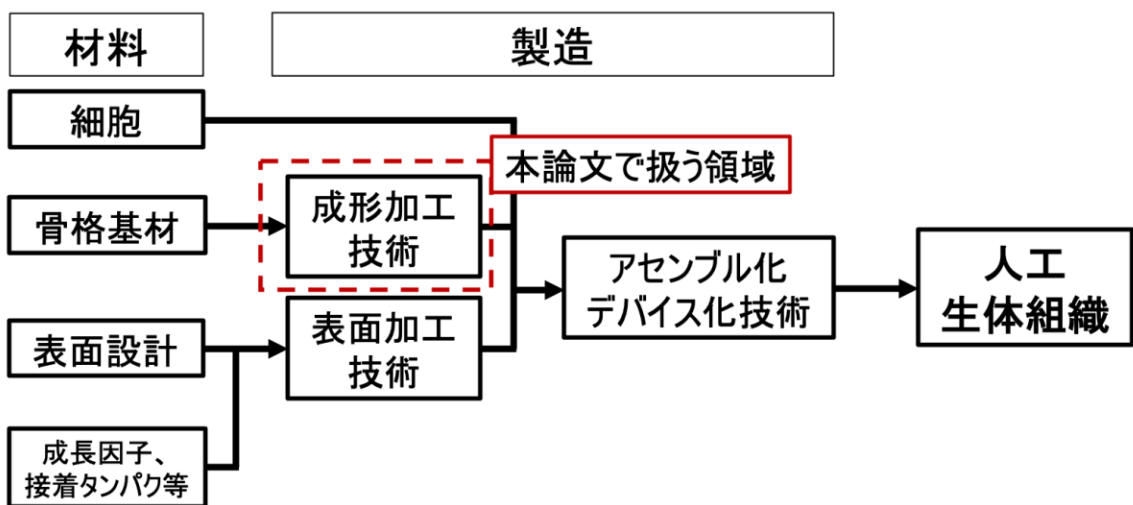 材料
製造
細胞
本論文で扱う領域
骨格基材
成形加工
技術
アセンブル化
デバイス化技術
人工
生体組織
表面設計
表面加工
技術
成長因子、
接着タンパク等